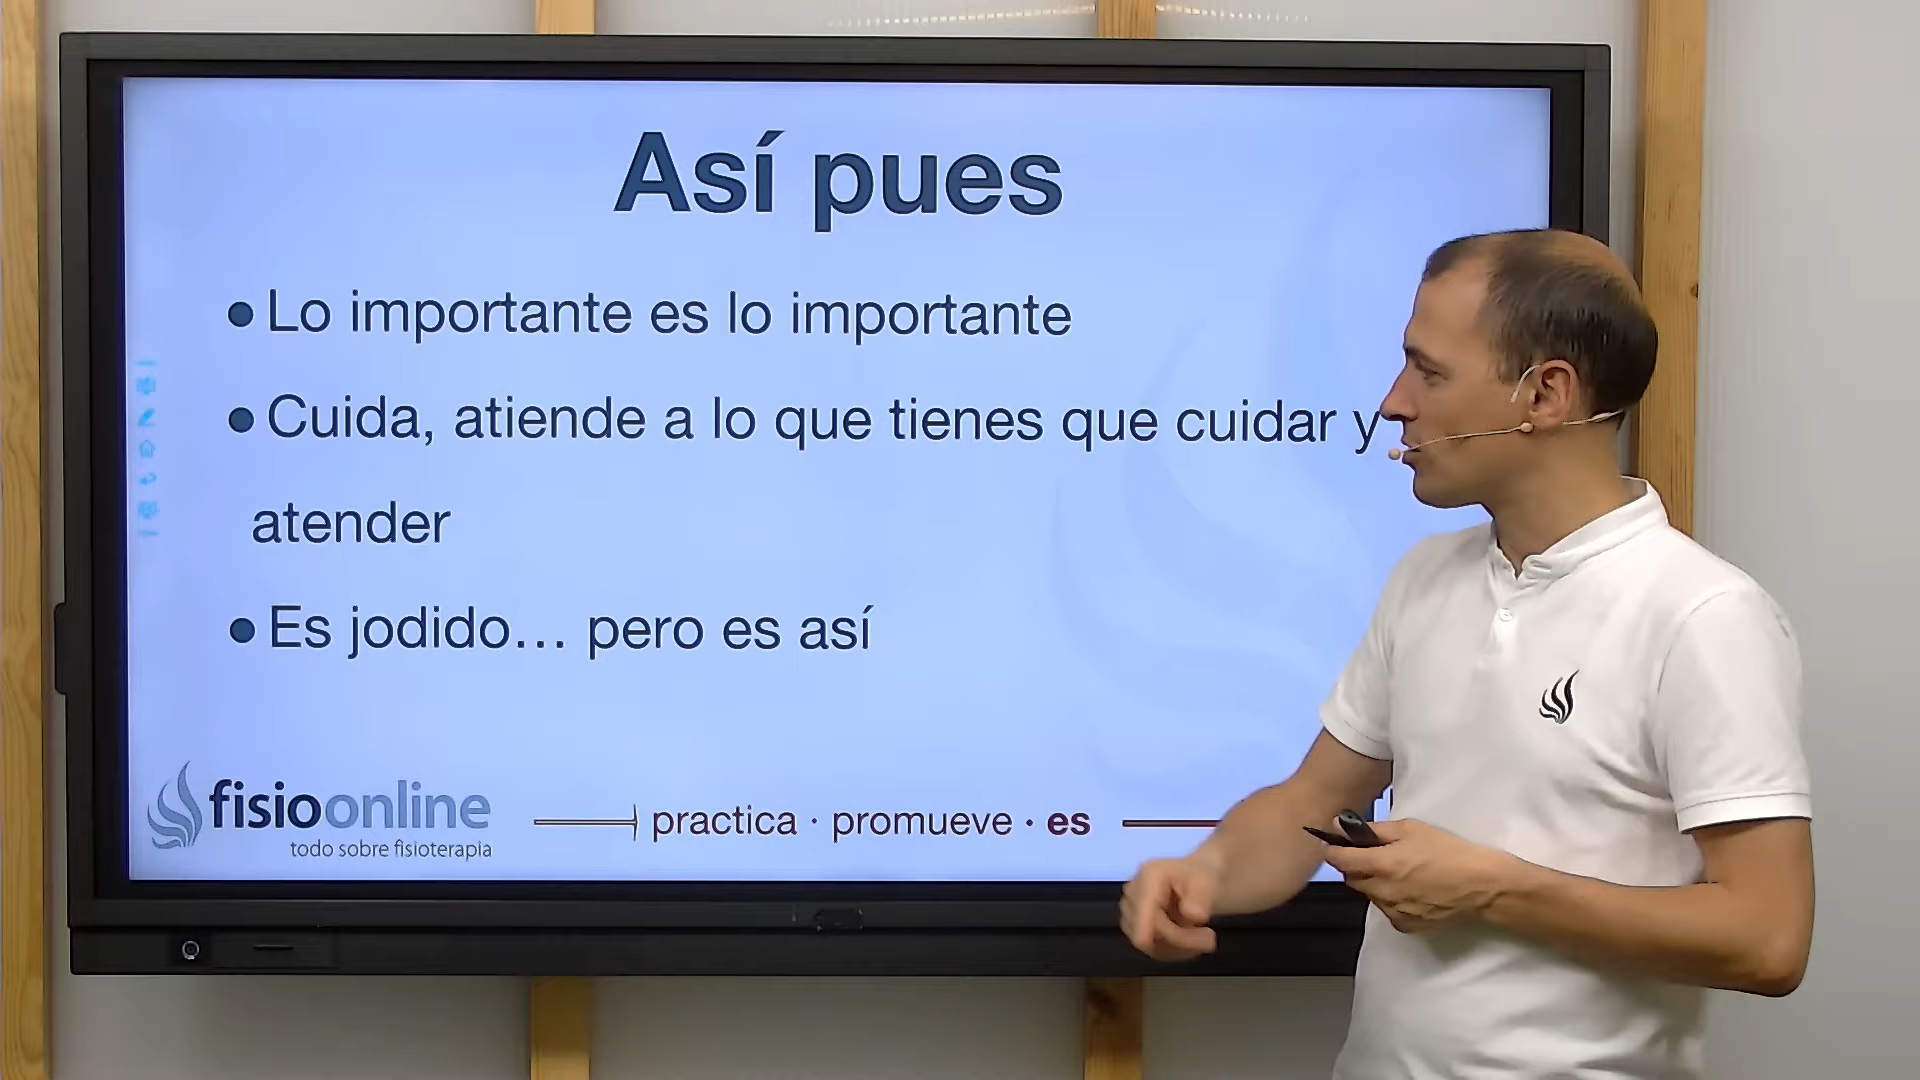 Así pues
• Lo importante es lo importante
• Cuida, atiende a lo que tienes que cuidar y
atender
• Es jodido… pero es así
fisioonline
todo sobre fisioterapia
practica · promueve · es